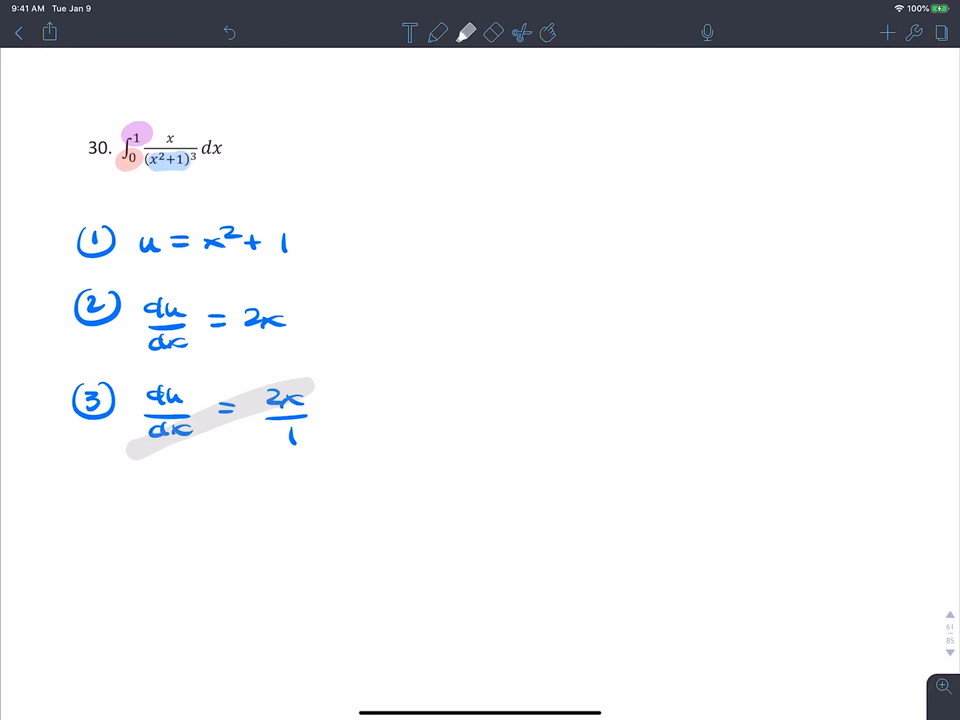 9:41 AM Tue Jan 9
100%
T
30. ∫₀¹ x/(x²+1)³ dx
① u = x² + 1
② du/dx = 2x
③ du/dx = 2x/1
61
85